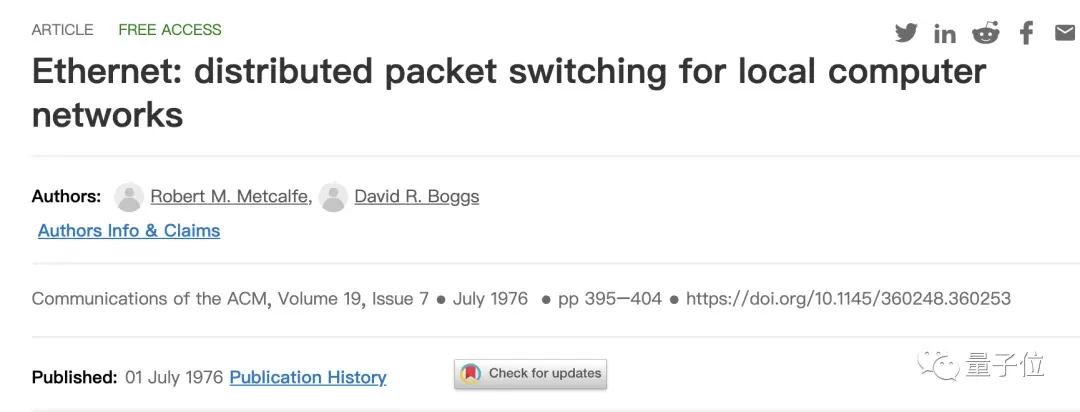 ARTICLE FREE ACCESS
Ethernet: distributed packet switching for local computer
networks
Authors: Robert M. Metcalfe, David R. Boggs
Authors Info & Claims
Communications of the ACM, Volume 19, Issue 7 ● July 1976 ● pp 395–404 ● https://doi.org/10.1145/360248.360253
Published: 01 July 1976 Publication History Check for updates
量子位